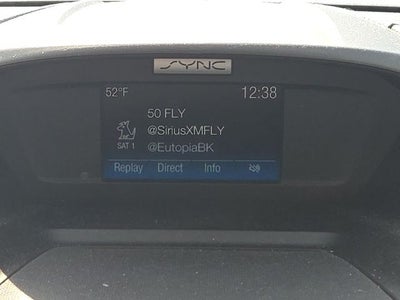 SYNC
52°F 12:38
50 FLY
@SiriusXMFLY
SAT 1 @EutopiaBK
Replay Direct Info